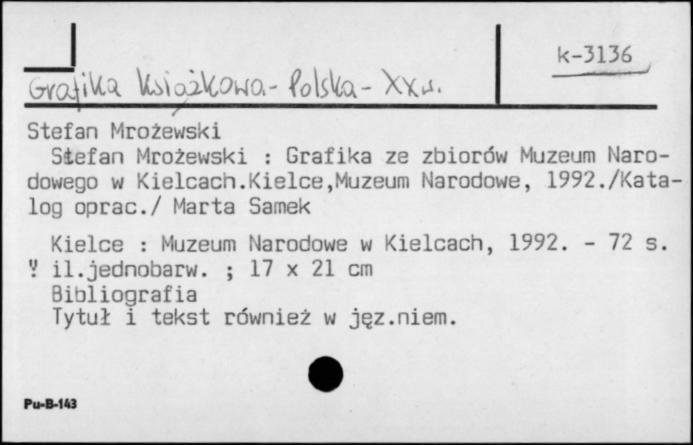 k-3136
Grafika książkowa - Polska - XX w.
Stefan Mrożewski
Stefan Mrożewski : Grafika ze zbiorów Muzeum Naro-
dowego w Kielcach.Kielce,Muzeum Narodowe, 1992./Kata-
log oprac./ Marta Samek
Kielce : Muzeum Narodowe w Kielcach, 1992. - 72 s.
il.jednobarw. ; 17 x 21 cm
Bibliografia
Tytuł i tekst również w jęz.niem.
Pu-B-143